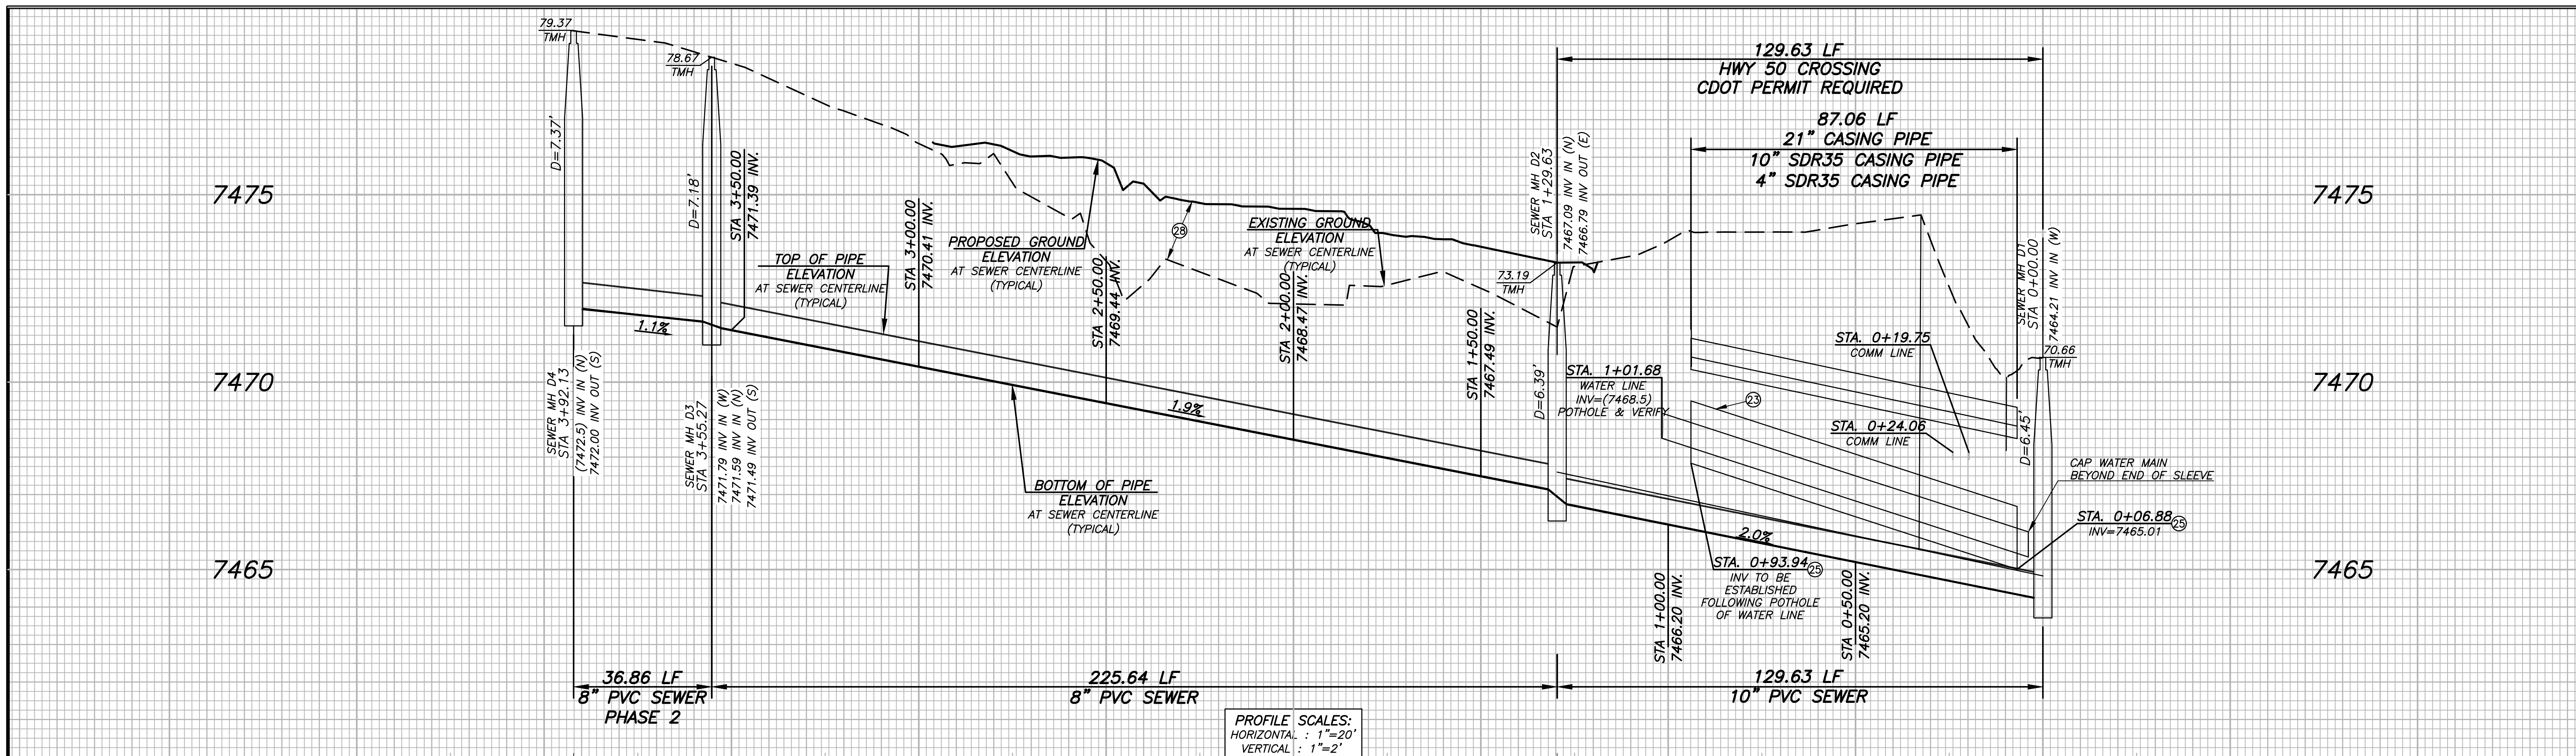 79.37
TMH
78.67
TMH
D=7.37'
D=7.18'
STA 3+50.00
7471.39 INV.
STA 3+00.00
7470.41 INV.
TOP OF PIPE
ELEVATION
AT SEWER CENTERLINE
(TYPICAL)
PROPOSED GROUND
ELEVATION
AT SEWER CENTERLINE
(TYPICAL)
STA 2+50.00
7469.44 INV.
28
EXISTING GROUND
ELEVATION
AT SEWER CENTERLINE
(TYPICAL)
STA 2+00.00
7468.47 INV.
STA 1+50.00
7467.49 INV.
SEWER MH D2
STA 1+29.63
7467.09 INV IN (N)
7466.79 INV OUT (E)
73.19
TMH
D=6.39'
129.63 LF
HWY 50 CROSSING
CDOT PERMIT REQUIRED
87.06 LF
21" CASING PIPE
10" SDR35 CASING PIPE
4" SDR35 CASING PIPE
7475
7475
SEWER MH D1
STA 0+00.00
7464.21 INV IN (W)
70.66
TMH
D=6.45'
STA. 0+19.75
COMM LINE
STA. 0+24.06
COMM LINE
STA. 1+01.68
WATER LINE
INV=(7468.5)
POTHOLE & VERIFY
23
7470
7470
1.1%
1.9%
2.0%
SEWER MH D4
STA 3+92.13
(7472.5) INV IN (N)
7472.00 INV OUT (S)
SEWER MH D3
STA 3+55.27
7471.79 INV IN (W)
7471.59 INV IN (N)
7471.49 INV OUT (S)
BOTTOM OF PIPE
ELEVATION
AT SEWER CENTERLINE
(TYPICAL)
CAP WATER MAIN
BEYOND END OF SLEEVE
STA. 0+06.88 25
INV=7465.01
7465
7465
STA. 0+93.94 25
INV TO BE
ESTABLISHED
FOLLOWING POTHOLE
OF WATER LINE
STA 1+00.00
7466.20 INV.
STA 0+50.00
7465.20 INV.
36.86 LF
8" PVC SEWER
PHASE 2
225.64 LF
8" PVC SEWER
129.63 LF
10" PVC SEWER
PROFILE SCALES:
HORIZONTAL : 1"=20'
VERTICAL : 1"=2'